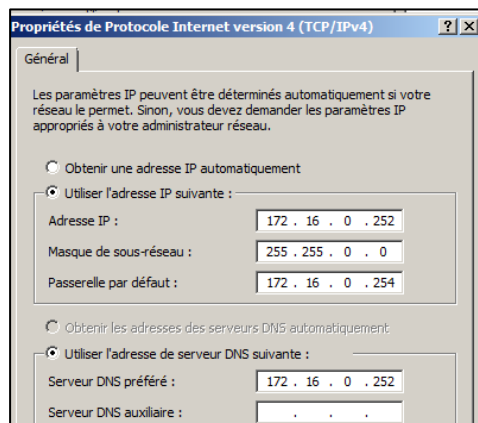 Propriétés de Protocole Internet version 4 (TCP/IPv4)
Général
Les paramètres IP peuvent être déterminés automatiquement si votre
réseau le permet. Sinon, vous devez demander les paramètres IP
appropriés à votre administrateur réseau.
Obtenir une adresse IP automatiquement
Utiliser l'adresse IP suivante :
Adresse IP : 172 . 16 . 0 . 252
Masque de sous-réseau : 255 . 255 . 0 . 0
Passerelle par défaut : 172 . 16 . 0 . 254
Obtenir les adresses des serveurs DNS automatiquement
Utiliser l'adresse de serveur DNS suivante :
Serveur DNS préféré : 172 . 16 . 0 . 252
Serveur DNS auxiliaire : . . .